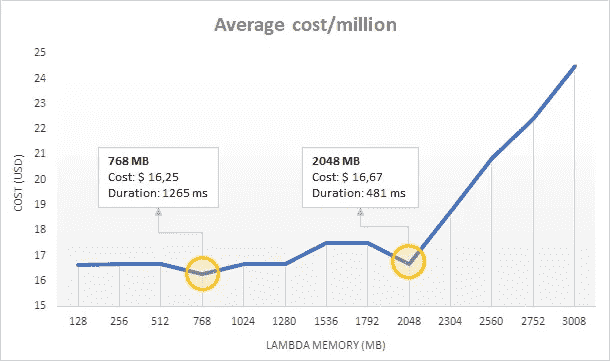 Average cost/million
COST (USD)
25
24
23
22
21
20
19
18
17
16
15
768 MB
Cost: $ 16,25
Duration: 1265 ms
2048 MB
Cost: $ 16,67
Duration: 481 ms
128 256 512 768 1024 1280 1536 1792 2048 2304 2560 2752 3008
LAMBDA MEMORY (MB)